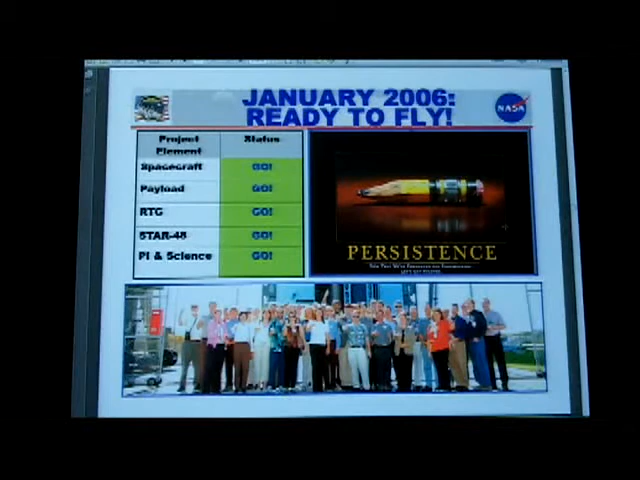 JANUARY 2006:
READY TO FLY!
NASA
Project Element Status
Spacecraft GO!
Payload GO!
RTG GO!
STAR-48 GO!
PI & Science GO!
PERSISTENCE